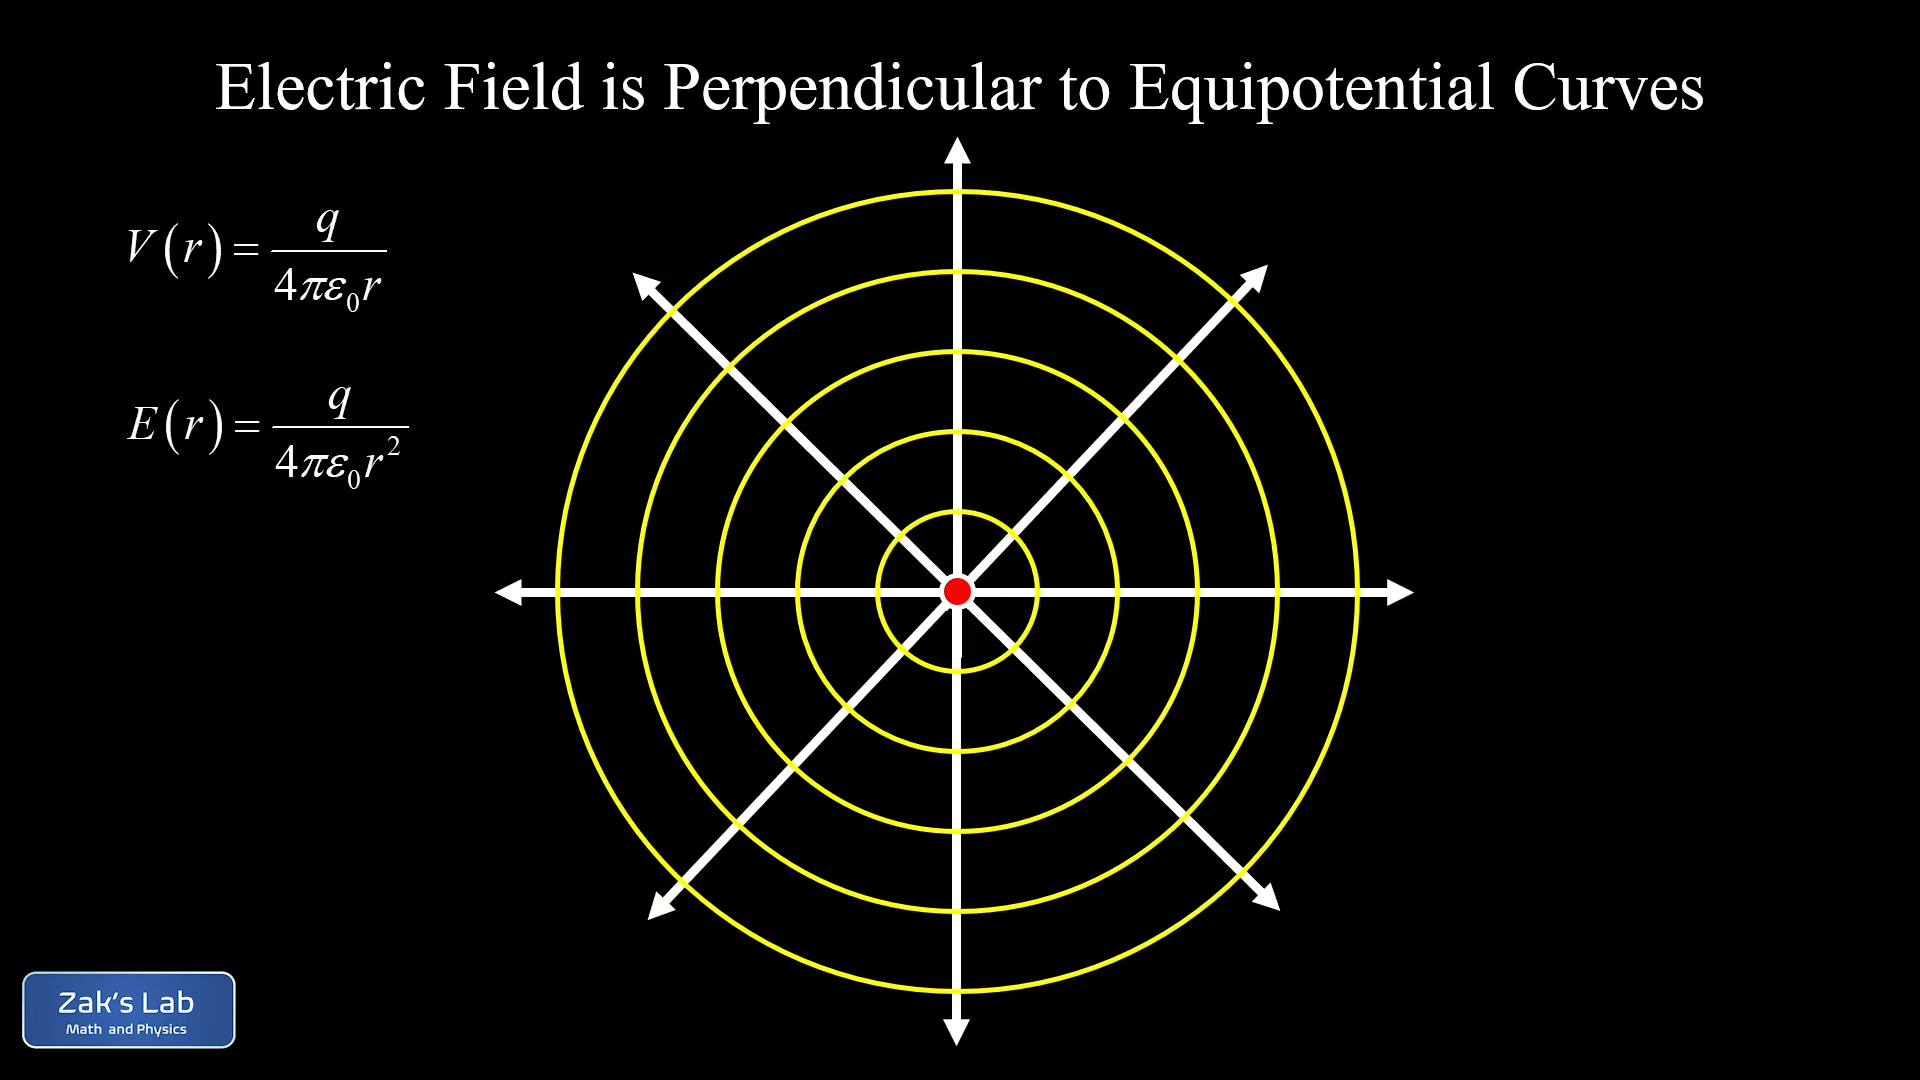 Electric Field is Perpendicular to Equipotential Curves
V(r) = q / 4πε₀r
E(r) = q / 4πε₀r²
Zak's Lab
Math and Physics